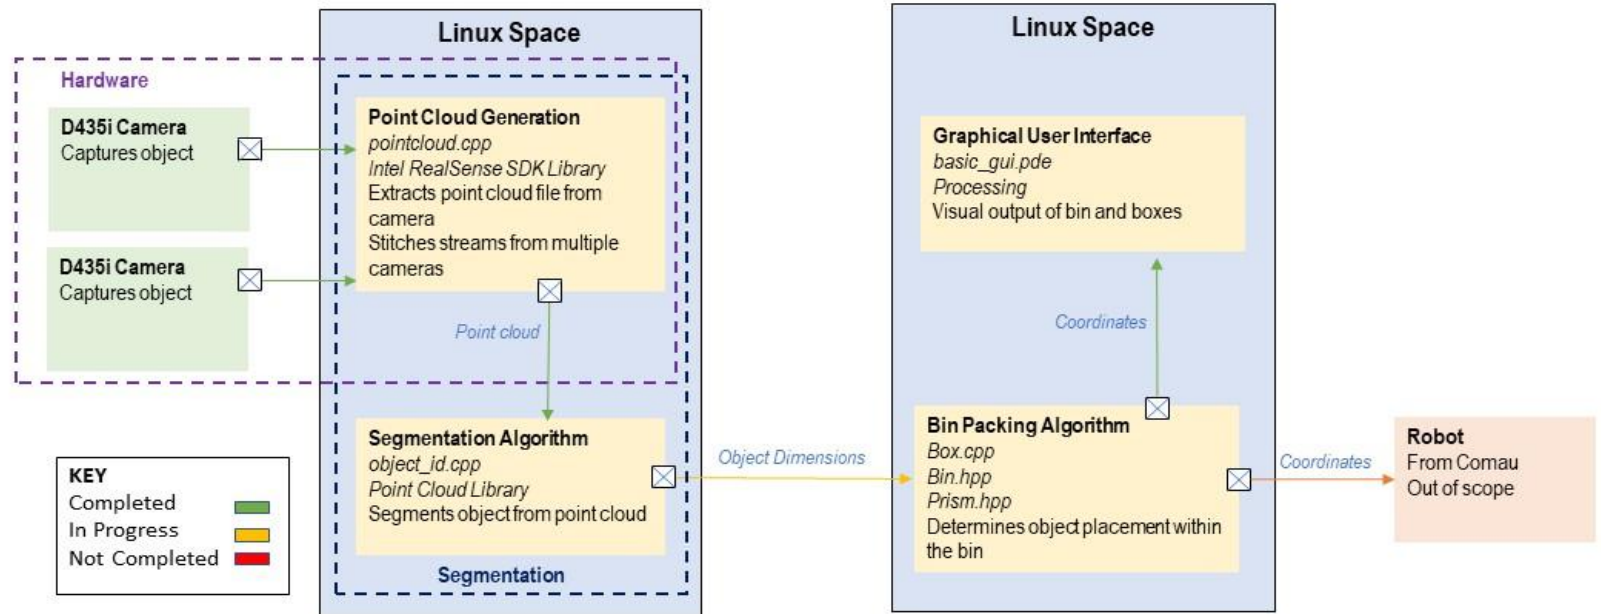 Linux Space
Hardware
D435i Camera
Captures object
D435i Camera
Captures object
Point Cloud Generation
pointcloud.cpp
Intel RealSense SDK Library
Extracts point cloud file from
camera
Stitches streams from multiple
cameras
Point cloud
Segmentation Algorithm
object_id.cpp
Point Cloud Library
Segments object from point cloud
Segmentation
KEY
Completed
In Progress
Not Completed
Object Dimensions
Linux Space
Graphical User Interface
basic_gui.pde
Processing
Visual output of bin and boxes
Coordinates
Bin Packing Algorithm
Box.cpp
Bin.hpp
Prism.hpp
Determines object placement within
the bin
Coordinates
Robot
From Comau
Out of scope